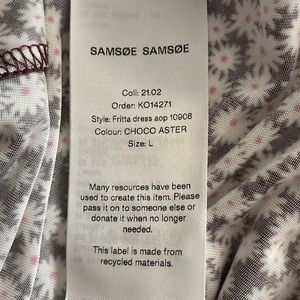 SAMSØE SAMSØE
Coll: 21.02
Order: KO14271
Style: Fritta dress aop 10908
Colour: CHOCO ASTER
Size: L
Many resources have been
used to create this item. Please
pass it on to someone else or
donate it when no longer
needed.
This label is made from
recycled materials.